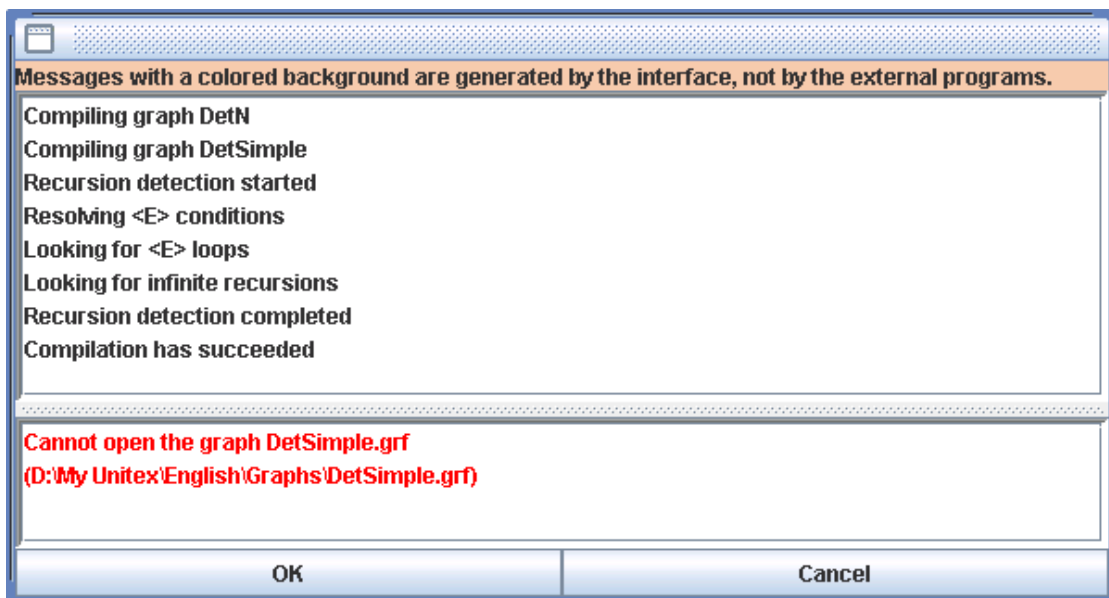 Messages with a colored background are generated by the interface, not by the external programs.
Compiling graph DetN
Compiling graph DetSimple
Recursion detection started
Resolving <E> conditions
Looking for <E> loops
Looking for infinite recursions
Recursion detection completed
Compilation has succeeded
Cannot open the graph DetSimple.grf
(D:\My Unitex\English\Graphs\DetSimple.grf)
OK
Cancel